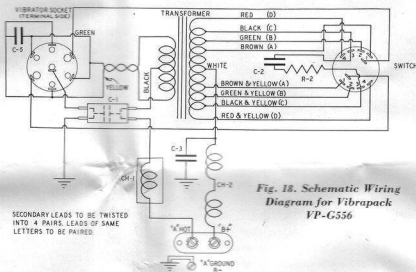 VIBRATOR SOCKET
(TERMINAL SIDE)
TRANSFORMER
RED (D)
BLACK (C)
GREEN (B)
BROWN (A)
C-5
GREEN
YELLOW
BLACK
WHITE
C-2
R-2
SWITCH
BROWN & YELLOW (A)
GREEN & YELLOW (B)
BLACK & YELLOW (C)
RED & YELLOW (D)
C-1
C-3
CH-1
CH-2
SECONDARY LEADS TO BE TWISTED
INTO 4 PAIRS. LEADS OF SAME
LETTERS TO BE PAIRED
"A" HOT
B+
"A" GROUND
B-
Fig. 18. Schematic Wiring
Diagram for Vibrapack
VP-G556